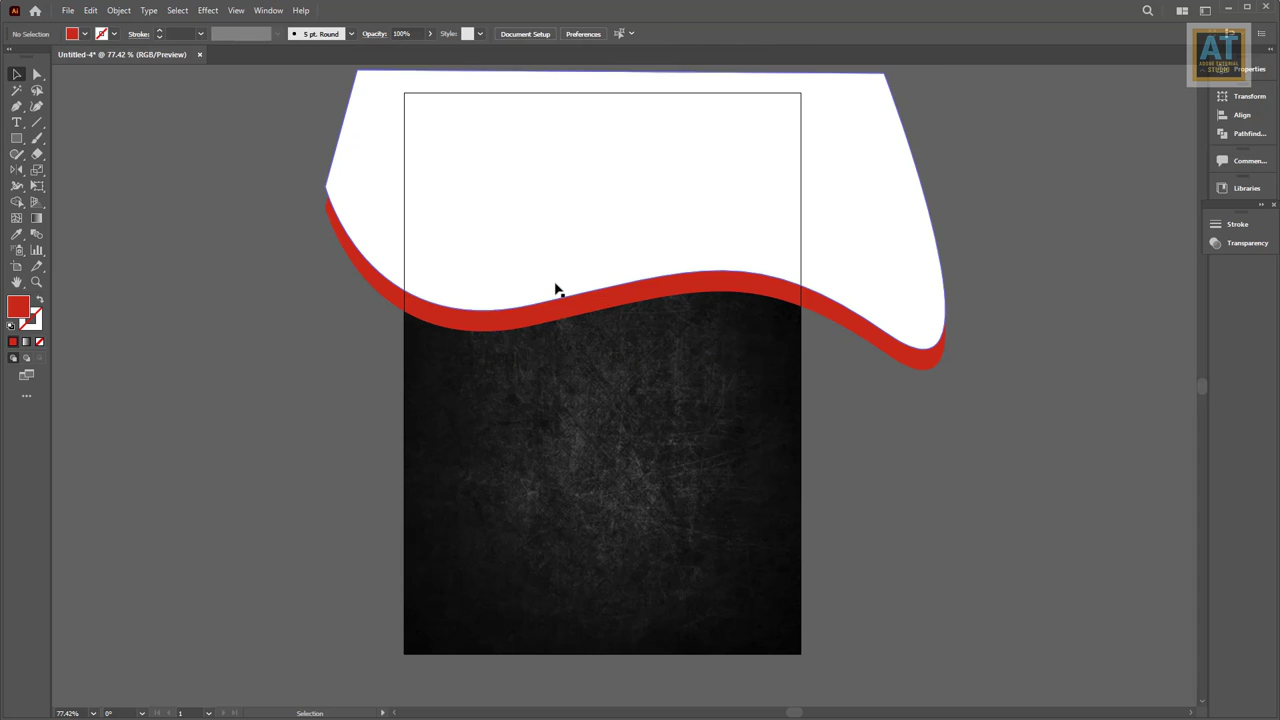 Ai File Edit Object Type Select Effect View Window Help
No Selection Stroke: 5 pt. Round Opacity: 100% Style: Document Setup Preferences
Untitled-4* @ 77.42 % (RGB/Preview) ×
AT
ADOBE TUTORIAL
STUDIO
Properties
Transform
Align
Pathfind...
Commen...
Libraries
Stroke
Transparency
77.42% 0° 1 Selection